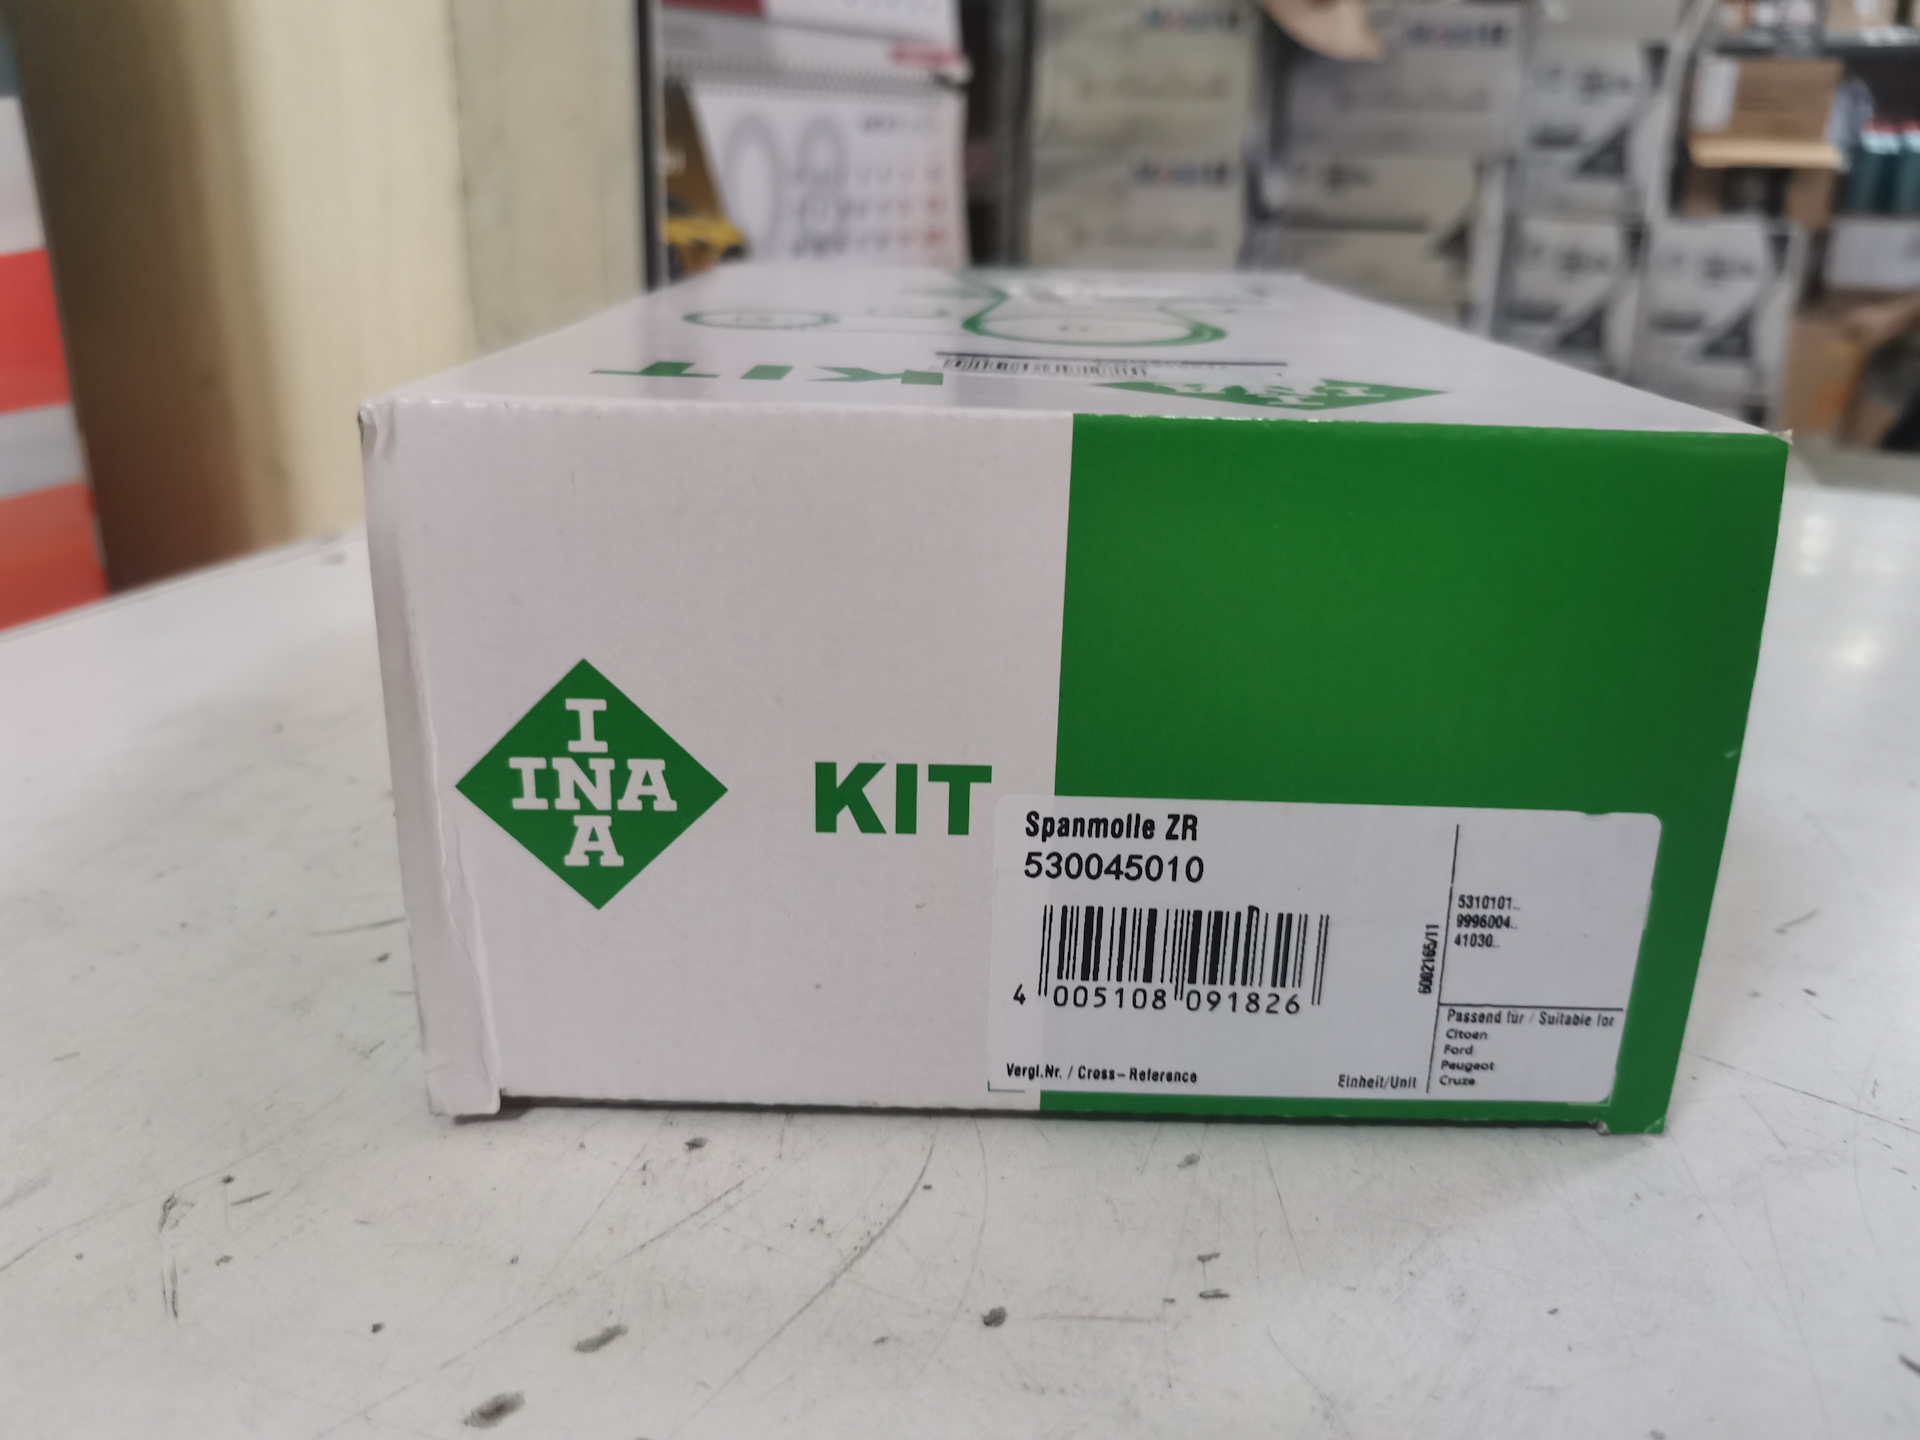 KIT
I
INA
A
KIT
Spanmolle ZR
530045010
4 005108 091826
Vergl.Nr. / Cross-Reference
Einheit/Unit
6002165/11
5310101..
9996004..
41030..
Passend für / Suitable for
Citoen
Ford
Peugeot
Cruze